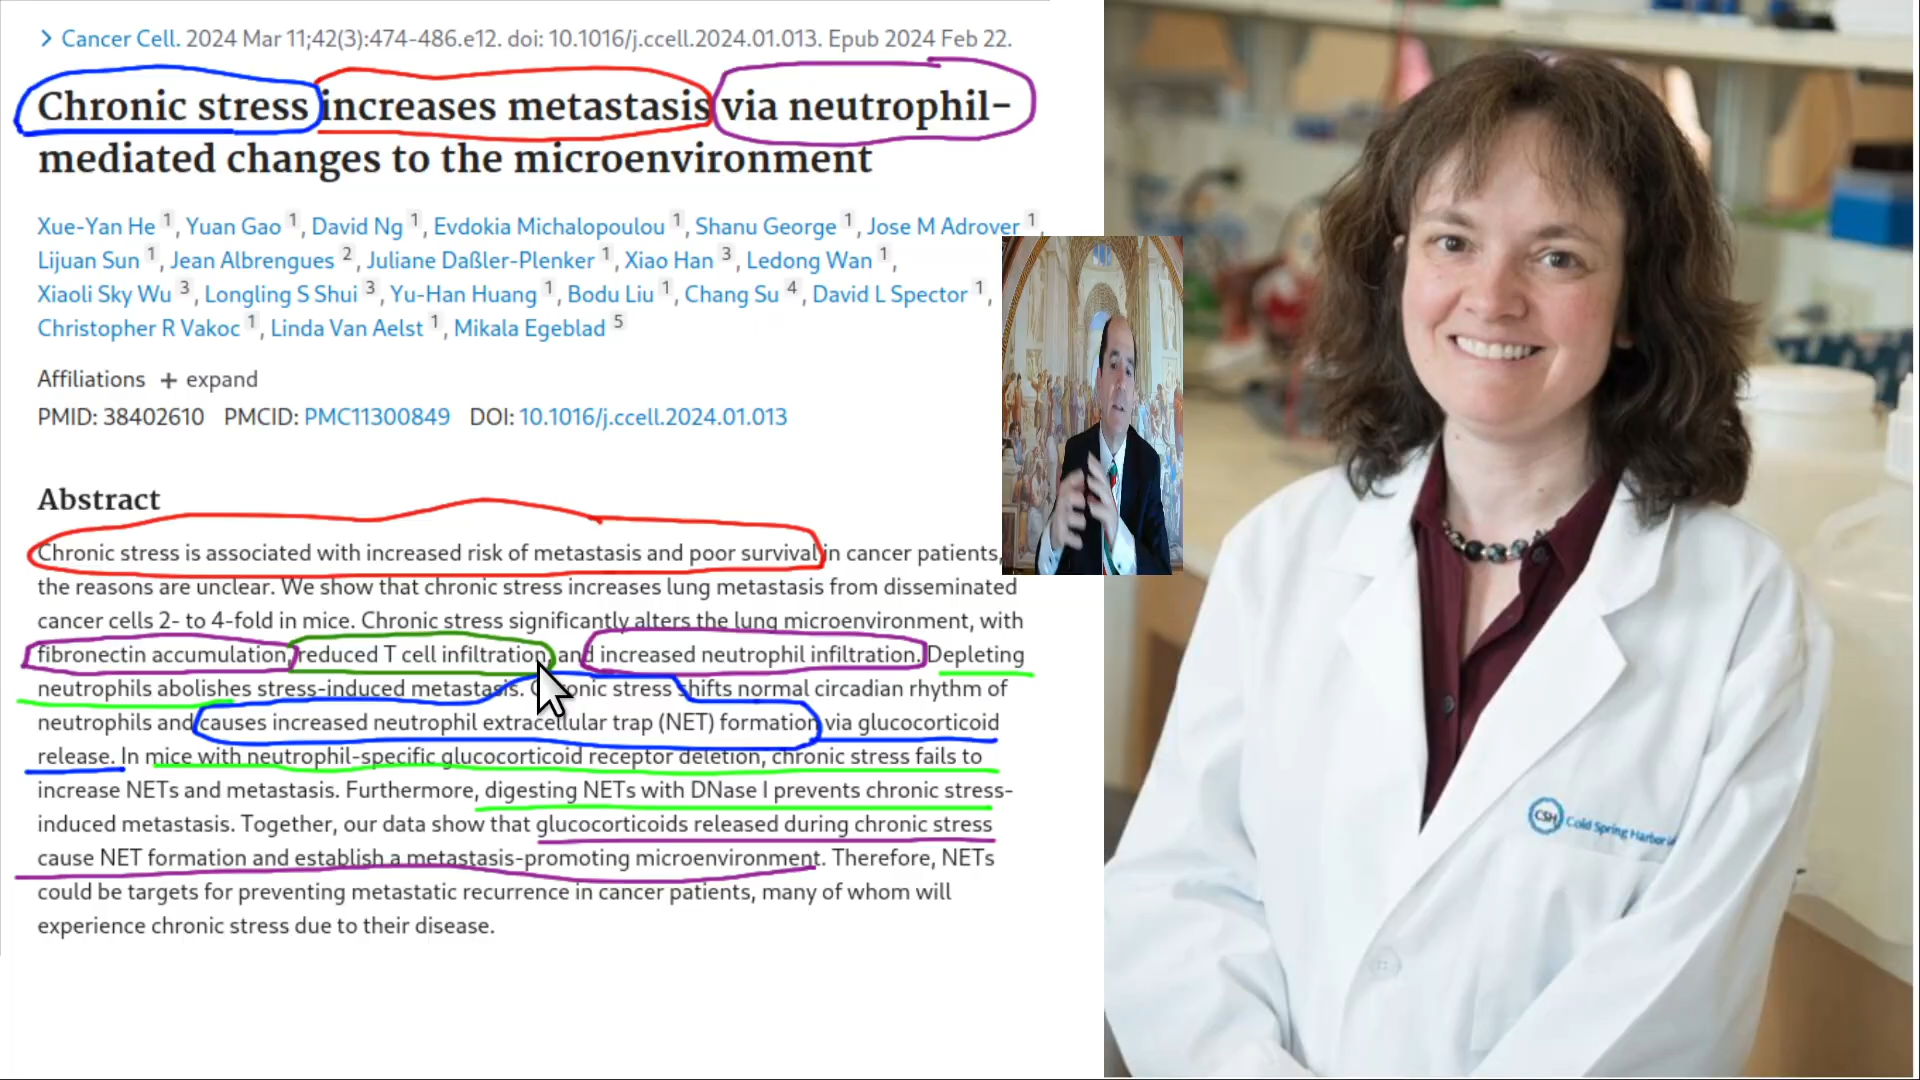 > Cancer Cell. 2024 Mar 11;42(3):474-486.e12. doi: 10.1016/j.ccell.2024.01.013. Epub 2024 Feb 22.
Chronic stress increases metastasis via neutrophil-
mediated changes to the microenvironment
Xue-Yan He 1, Yuan Gao 1, David Ng 1, Evdokia Michalopoulou 1, Shanu George 1, Jose M Adrover 1,
Lijuan Sun 1, Jean Albrengues 2, Juliane Daßler-Plenker 1, Xiao Han 3, Ledong Wan 1,
Xiaoli Sky Wu 3, Longling S Shui 3, Yu-Han Huang 1, Bodu Liu 1, Chang Su 4, David L Spector 1,
Christopher R Vakoc 1, Linda Van Aelst 1, Mikala Egeblad 5
Affiliations + expand
PMID: 38402610 PMCID: PMC11300849 DOI: 10.1016/j.ccell.2024.01.013
Abstract
Chronic stress is associated with increased risk of metastasis and poor survival in cancer patients,
the reasons are unclear. We show that chronic stress increases lung metastasis from disseminated
cancer cells 2- to 4-fold in mice. Chronic stress significantly alters the lung microenvironment, with
fibronectin accumulation, reduced T cell infiltration, and increased neutrophil infiltration. Depleting
neutrophils abolishes stress-induced metastasis. Chronic stress shifts normal circadian rhythm of
neutrophils and causes increased neutrophil extracellular trap (NET) formation via glucocorticoid
release. In mice with neutrophil-specific glucocorticoid receptor deletion, chronic stress fails to
increase NETs and metastasis. Furthermore, digesting NETs with DNase I prevents chronic stress-
induced metastasis. Together, our data show that glucocorticoids released during chronic stress
cause NET formation and establish a metastasis-promoting microenvironment. Therefore, NETs
could be targets for preventing metastatic recurrence in cancer patients, many of whom will
experience chronic stress due to their disease.
CSH Cold Spring Harbor